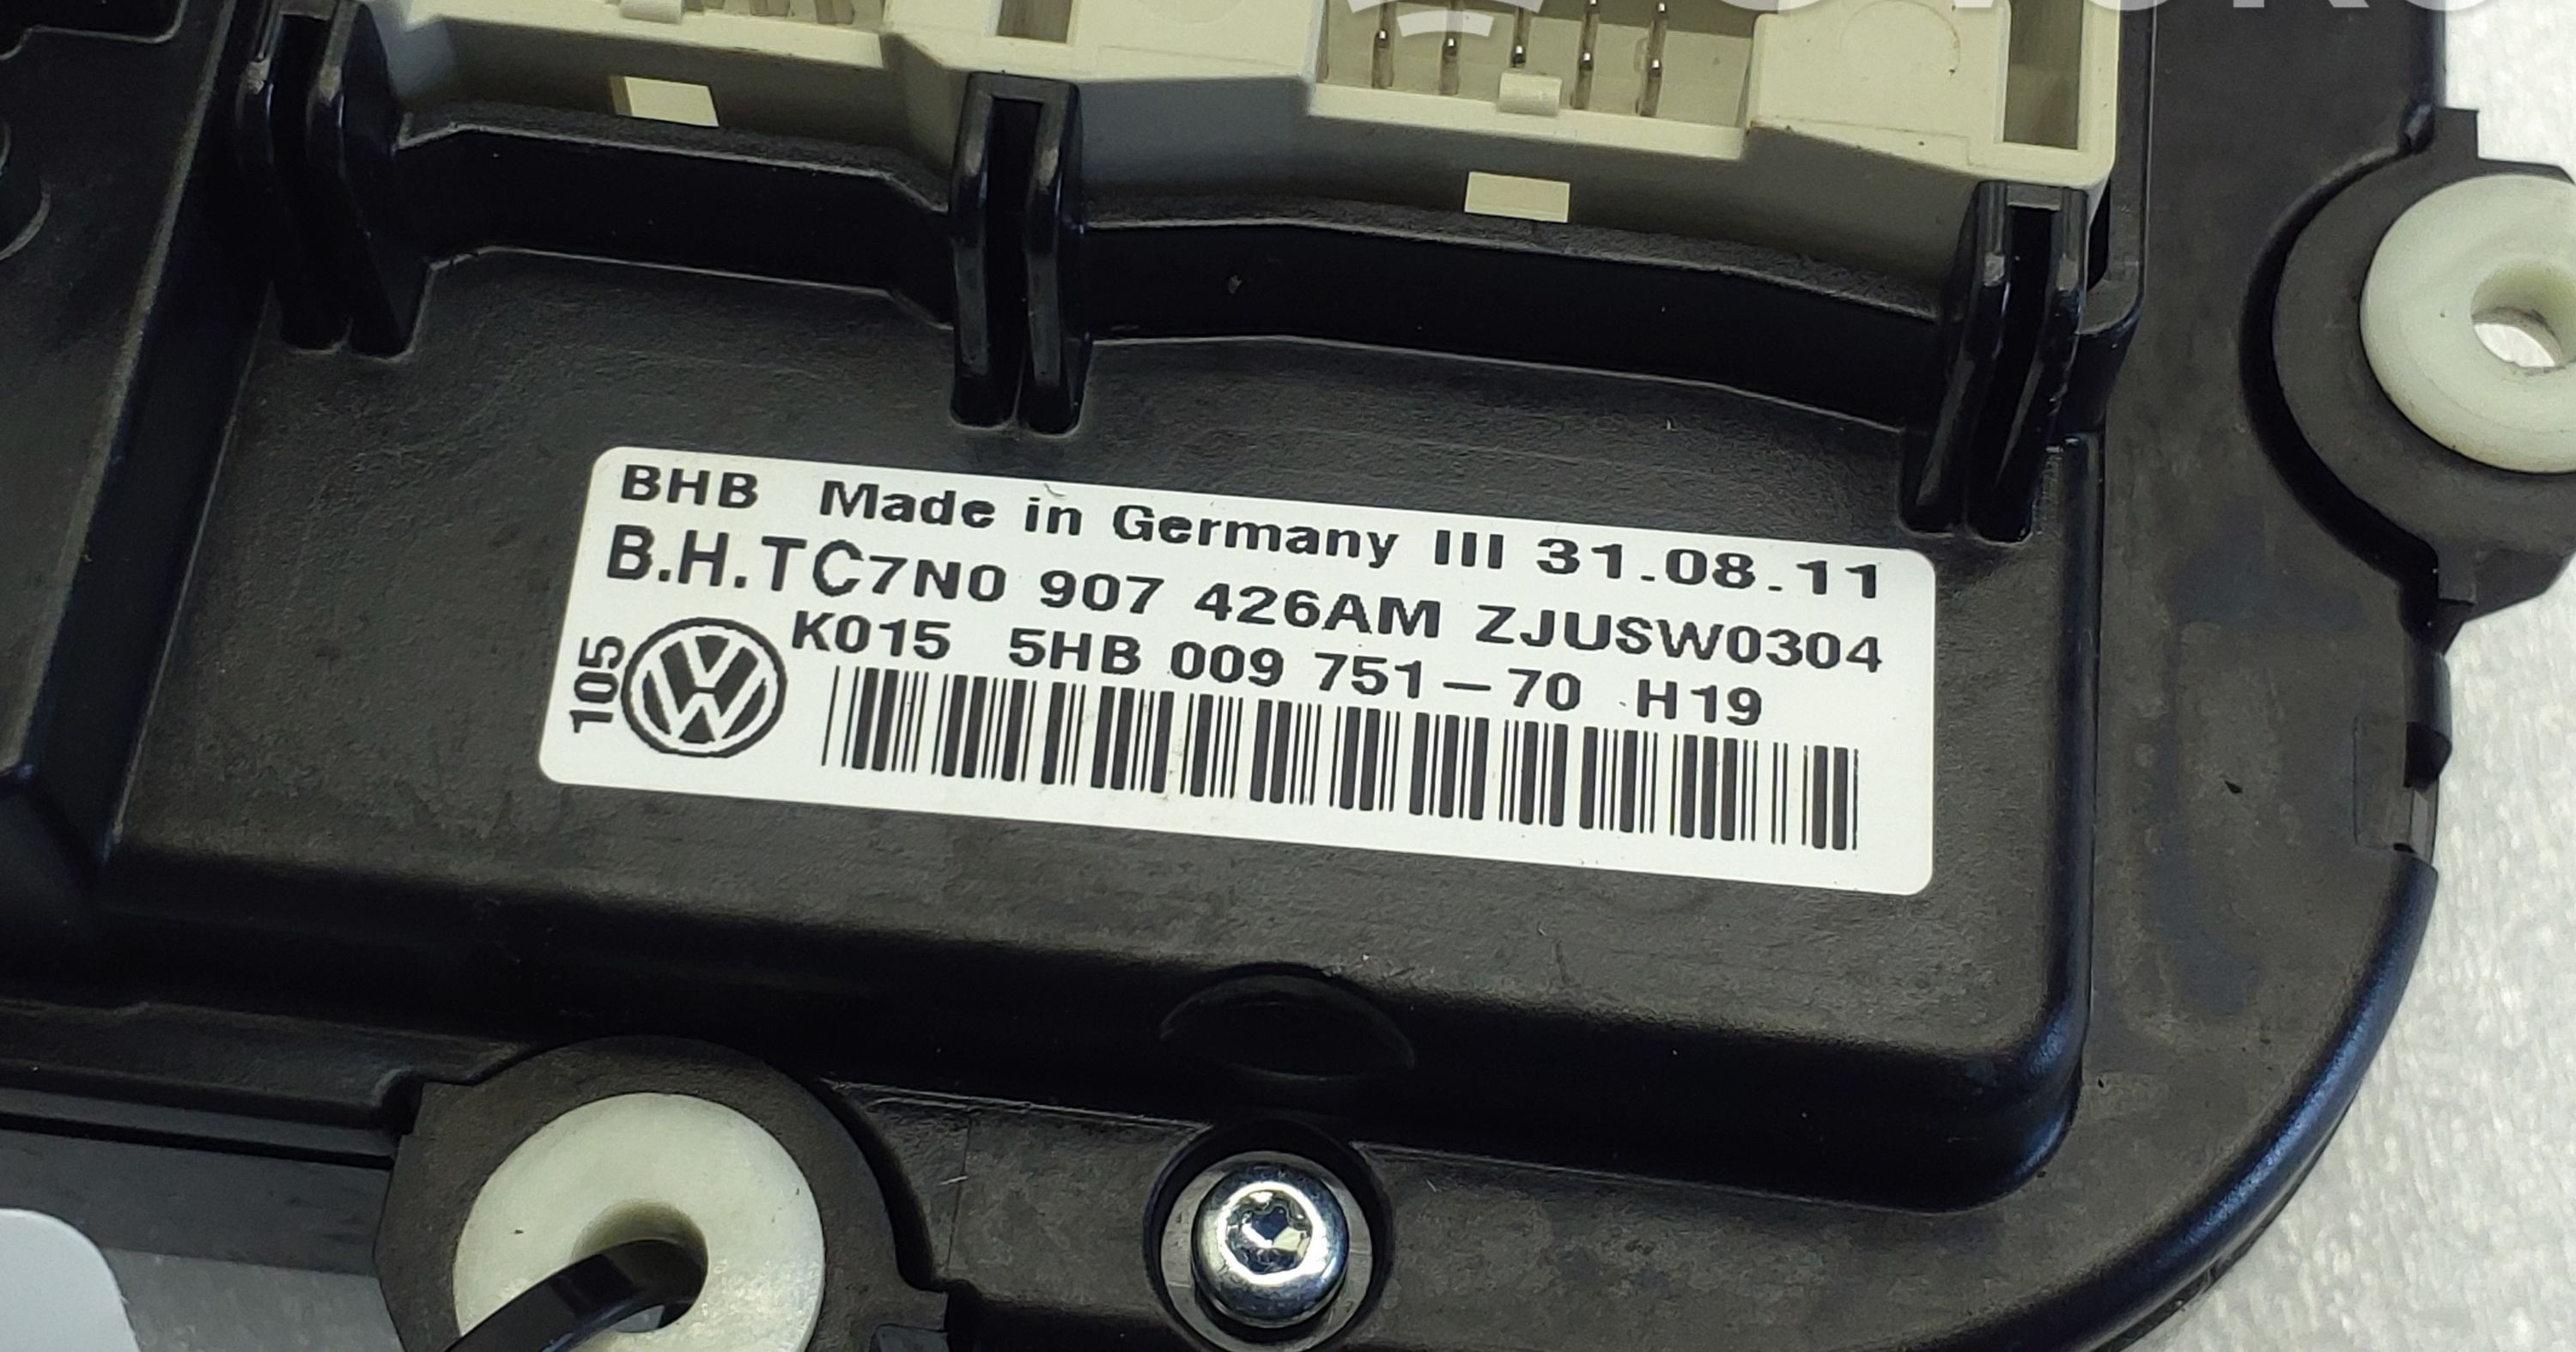 BHB Made in Germany III 31.08.11
B.H.TC7N0 907 426AM ZJUSW0304
K015 5HB 009 751-70 H19
105